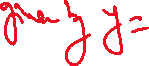 given by y =